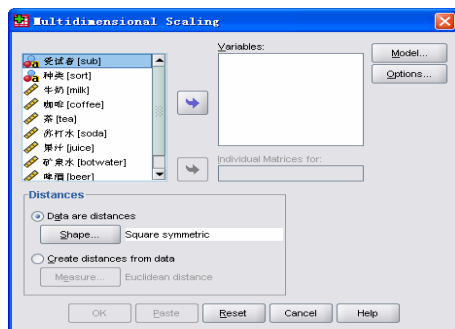 Multidimensional Scaling
受试者 [sub]
种类 [sort]
牛奶 [milk]
咖啡 [coffee]
茶 [tea]
苏打水 [soda]
果汁 [juice]
矿泉水 [botwater]
啤酒 [beer]
Variables:
Individual Matrices for:
Model...
Options...
Distances
Data are distances
Shape... Square symmetric
Create distances from data
Measure... Euclidean distance
OK Paste Reset Cancel Help